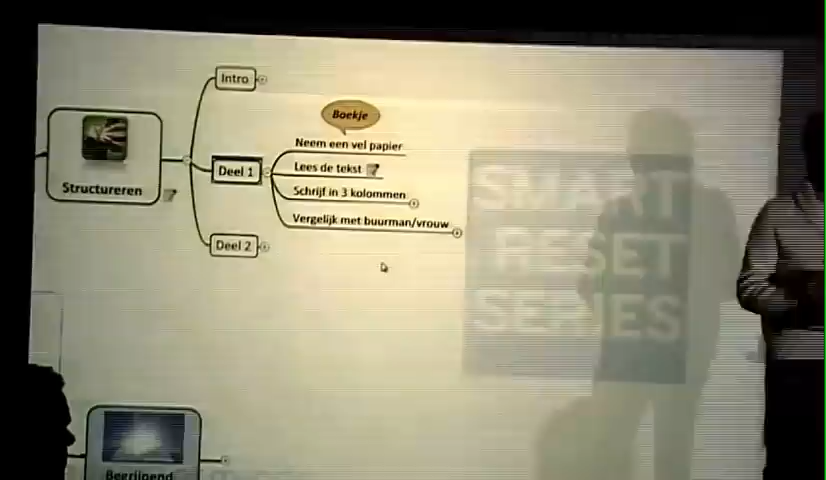 Intro
Boekje
Neem een vel papier
Deel 1
Lees de tekst
Structureren
Schrijf in 3 kolommen
Vergelijk met buurman/vrouw
Deel 2
SMART
RESET
SERIES
Begrijpend